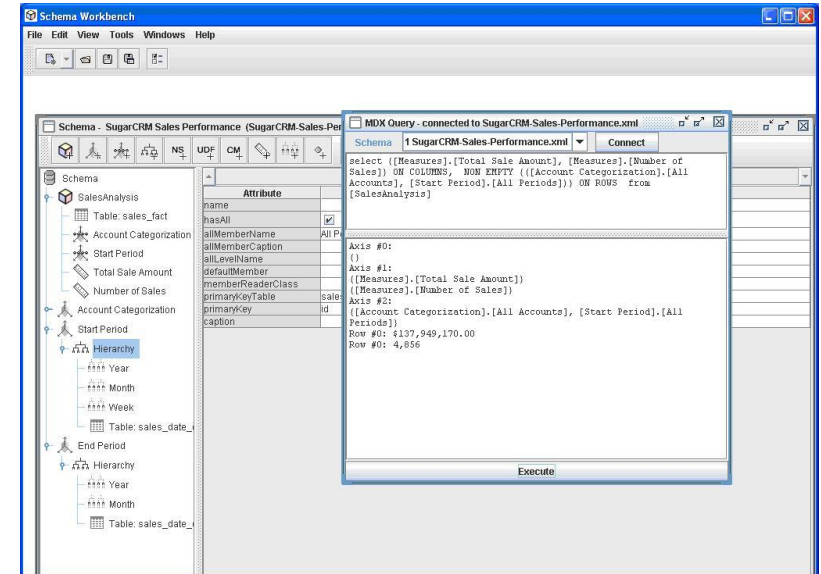 Schema Workbench
File Edit View Tools Windows Help
Schema - SugarCRM Sales Performance (SugarCRM-Sales-Per
NS UDF CM
Schema
SalesAnalysis
Table: sales_fact
Account Categorization
Start Period
Total Sale Amount
Number of Sales
Account Categorization
Start Period
Hierarchy
Year
Month
Week
Table: sales_date_
End Period
Hierarchy
Year
Month
Table: sales_date_
Attribute
name
hasAll
allMemberName All P
allMemberCaption
allLevelName
defaultMember
memberReaderClass
primaryKeyTable sales
primaryKey id
caption
MDX Query - connected to SugarCRM-Sales-Performance.xml
Schema 1 SugarCRM-Sales-Performance.xml Connect
select {[Measures].[Total Sale Amount], [Measures].[Number of
Sales]} ON COLUMNS, NON EMPTY {([Account Categorization].[All
Accounts], [Start Period].[All Periods])} ON ROWS from
[SalesAnalysis]
Axis #0:
{}
Axis #1:
{[Measures].[Total Sale Amount]}
{[Measures].[Number of Sales]}
Axis #2:
{[Account Categorization].[All Accounts], [Start Period].[All
Periods]}
Row #0: $137,949,170.00
Row #0: 4,856
Execute